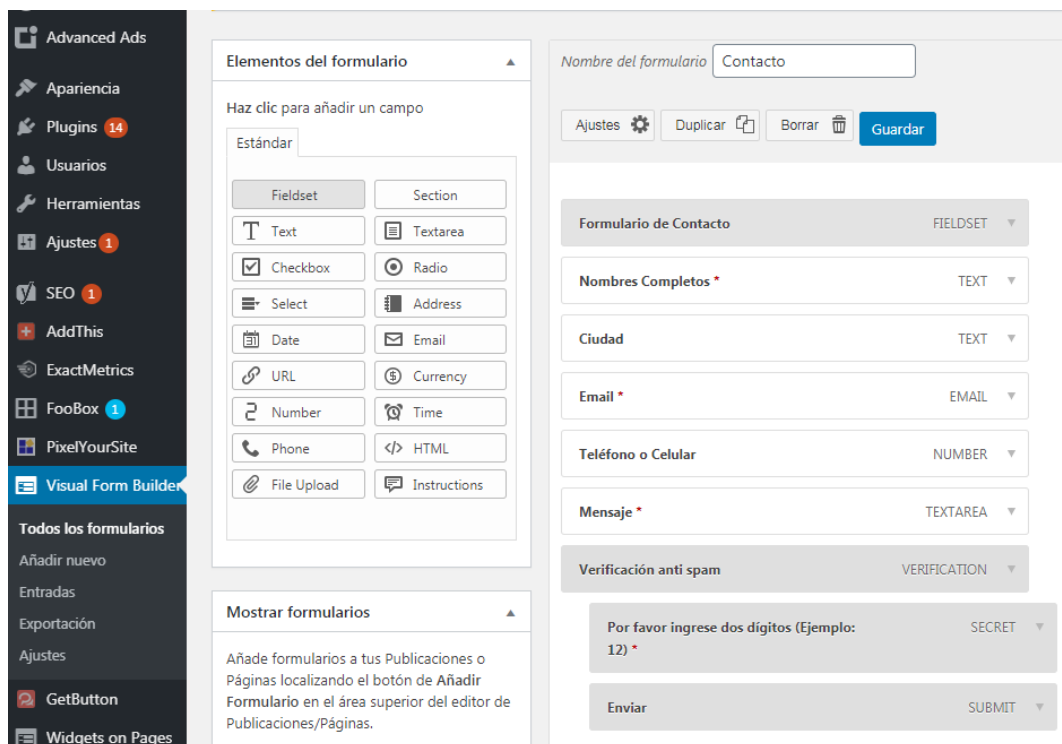 Advanced Ads
Apariencia
Plugins 14
Usuarios
Herramientas
Ajustes 1
SEO 1
AddThis
ExactMetrics
FooBox 1
PixelYourSite
Visual Form Builder
Todos los formularios
Añadir nuevo
Entradas
Exportación
Ajustes
GetButton
Widgets on Pages
Elementos del formulario
Haz clic para añadir un campo
Estándar
Fieldset Section
Text Textarea
Checkbox Radio
Select Address
Date Email
URL Currency
Number Time
Phone HTML
File Upload Instructions
Mostrar formularios
Añade formularios a tus Publicaciones o
Páginas localizando el botón de Añadir
Formulario en el área superior del editor de
Publicaciones/Páginas.
Nombre del formulario Contacto
Ajustes Duplicar Borrar Guardar
Formulario de Contacto FIELDSET
Nombres Completos * TEXT
Ciudad TEXT
Email * EMAIL
Teléfono o Celular NUMBER
Mensaje * TEXTAREA
Verificación anti spam VERIFICATION
Por favor ingrese dos dígitos (Ejemplo: SECRET
12) *
Enviar SUBMIT